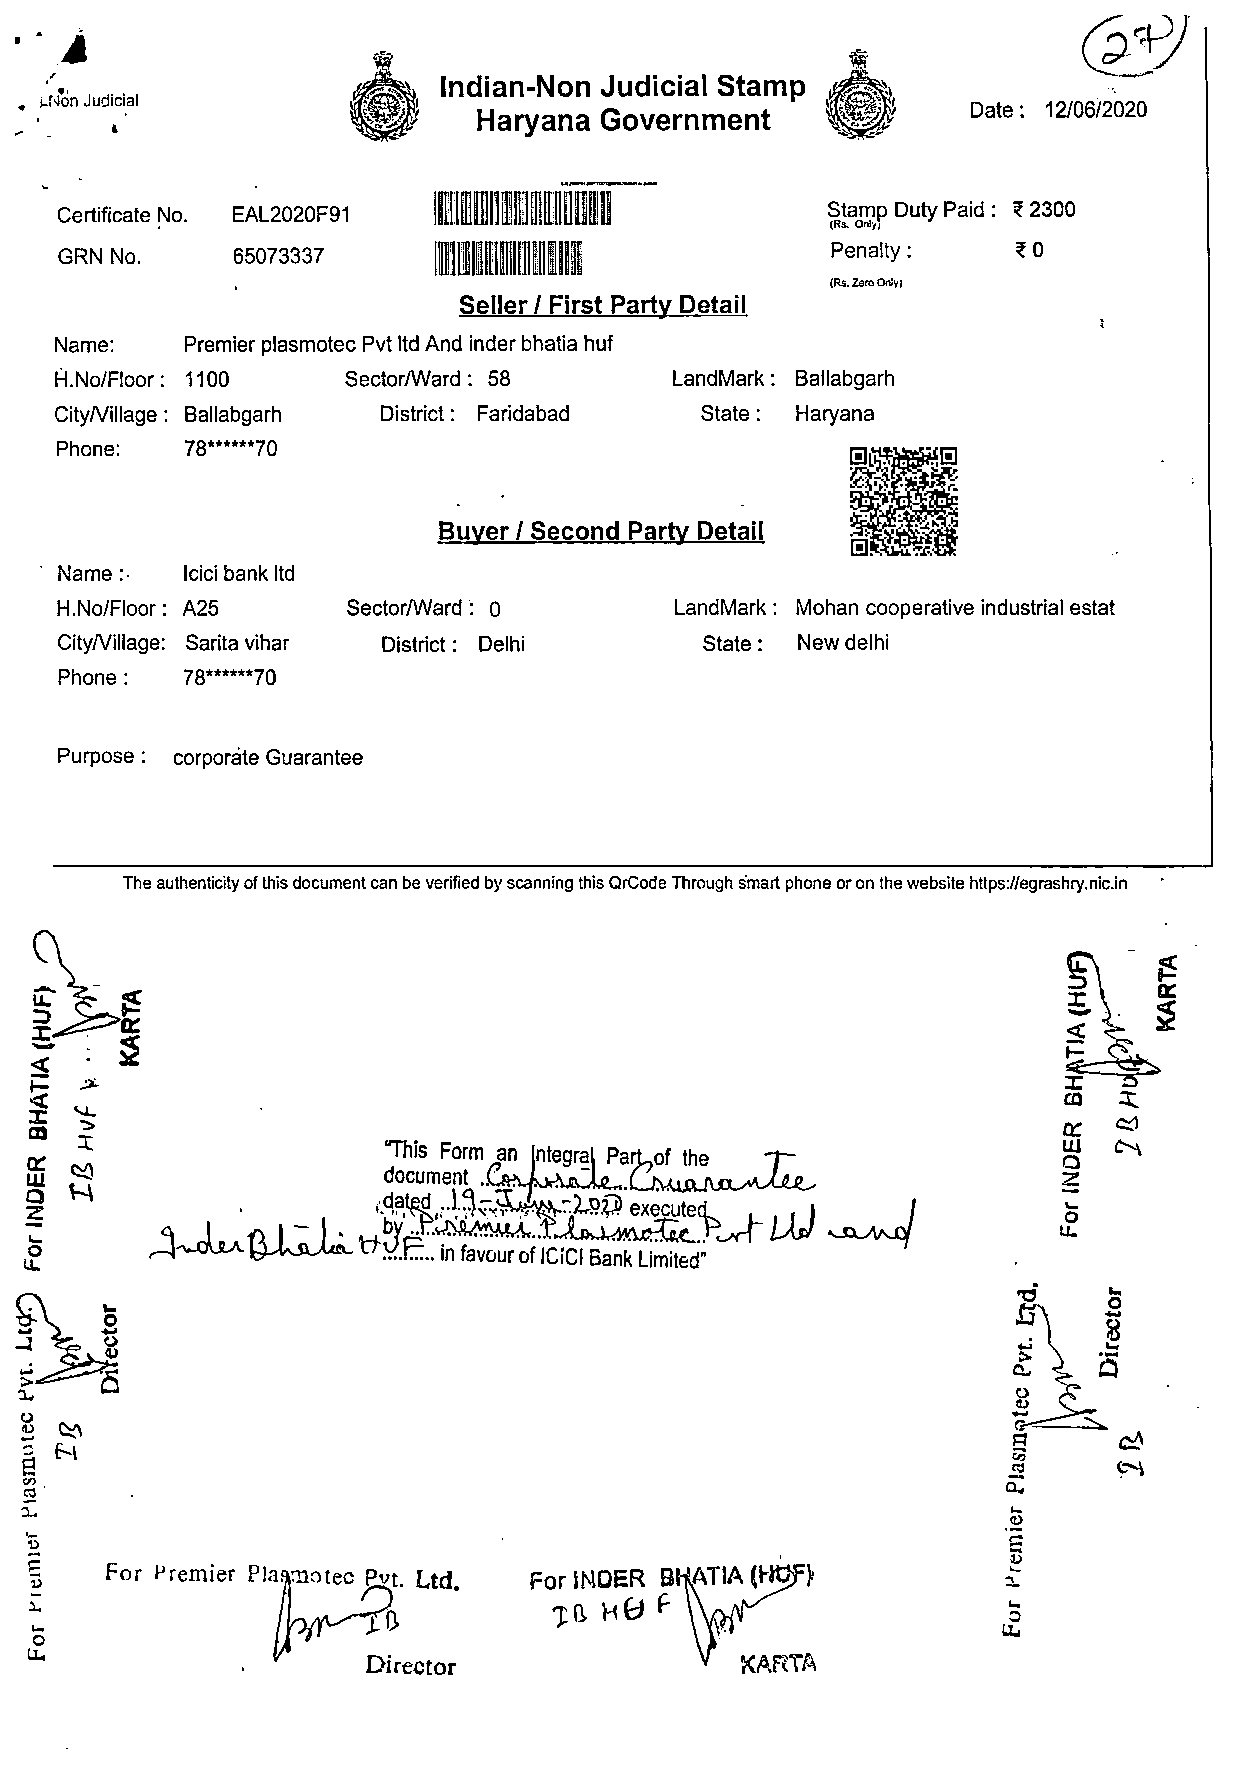 27
Non Judicial
Indian-Non Judicial Stamp
Haryana Government
Date : 12/06/2020
Certificate No. EAL2020F91
Stamp Duty Paid : ₹ 2300
(Rs. Only)
GRN No. 65073337
Penalty : ₹ 0
(Rs. Zero Only)
Seller / First Party Detail
Name: Premier plasmotec Pvt ltd And inder bhatia huf
H.No/Floor : 1100 Sector/Ward : 58 LandMark : Ballabgarh
City/Village : Ballabgarh District : Faridabad State : Haryana
Phone: 78******70
Buyer / Second Party Detail
Name : Icici bank ltd
H.No/Floor : A25 Sector/Ward : 0 LandMark : Mohan cooperative industrial estat
City/Village: Sarita vihar District : Delhi State : New delhi
Phone : 78******70
Purpose : corporate Guarantee
The authenticity of this document can be verified by scanning this QrCode Through smart phone or on the website https://egrashry.nic.in
For INDER BHATIA (HUF)
IB HUF
KARTA
For INDER BHATIA (HUF)
IB HUF
KARTA
"This Form an Integral Part of the
document Corporate Guarantee
dated 19-June-2020 executed
by Premier Plasmotec Pvt Ltd and
Inder Bhatia HUF in favour of ICICI Bank Limited"
For Premier Plasmotec Pvt. Ltd.
IB
Director
For Premier Plasmotec Pvt. Ltd.
IB
Director
For Premier Plasmotec Pvt. Ltd.
IB
Director
For INDER BHATIA (HUF)
IB HUF
KARTA